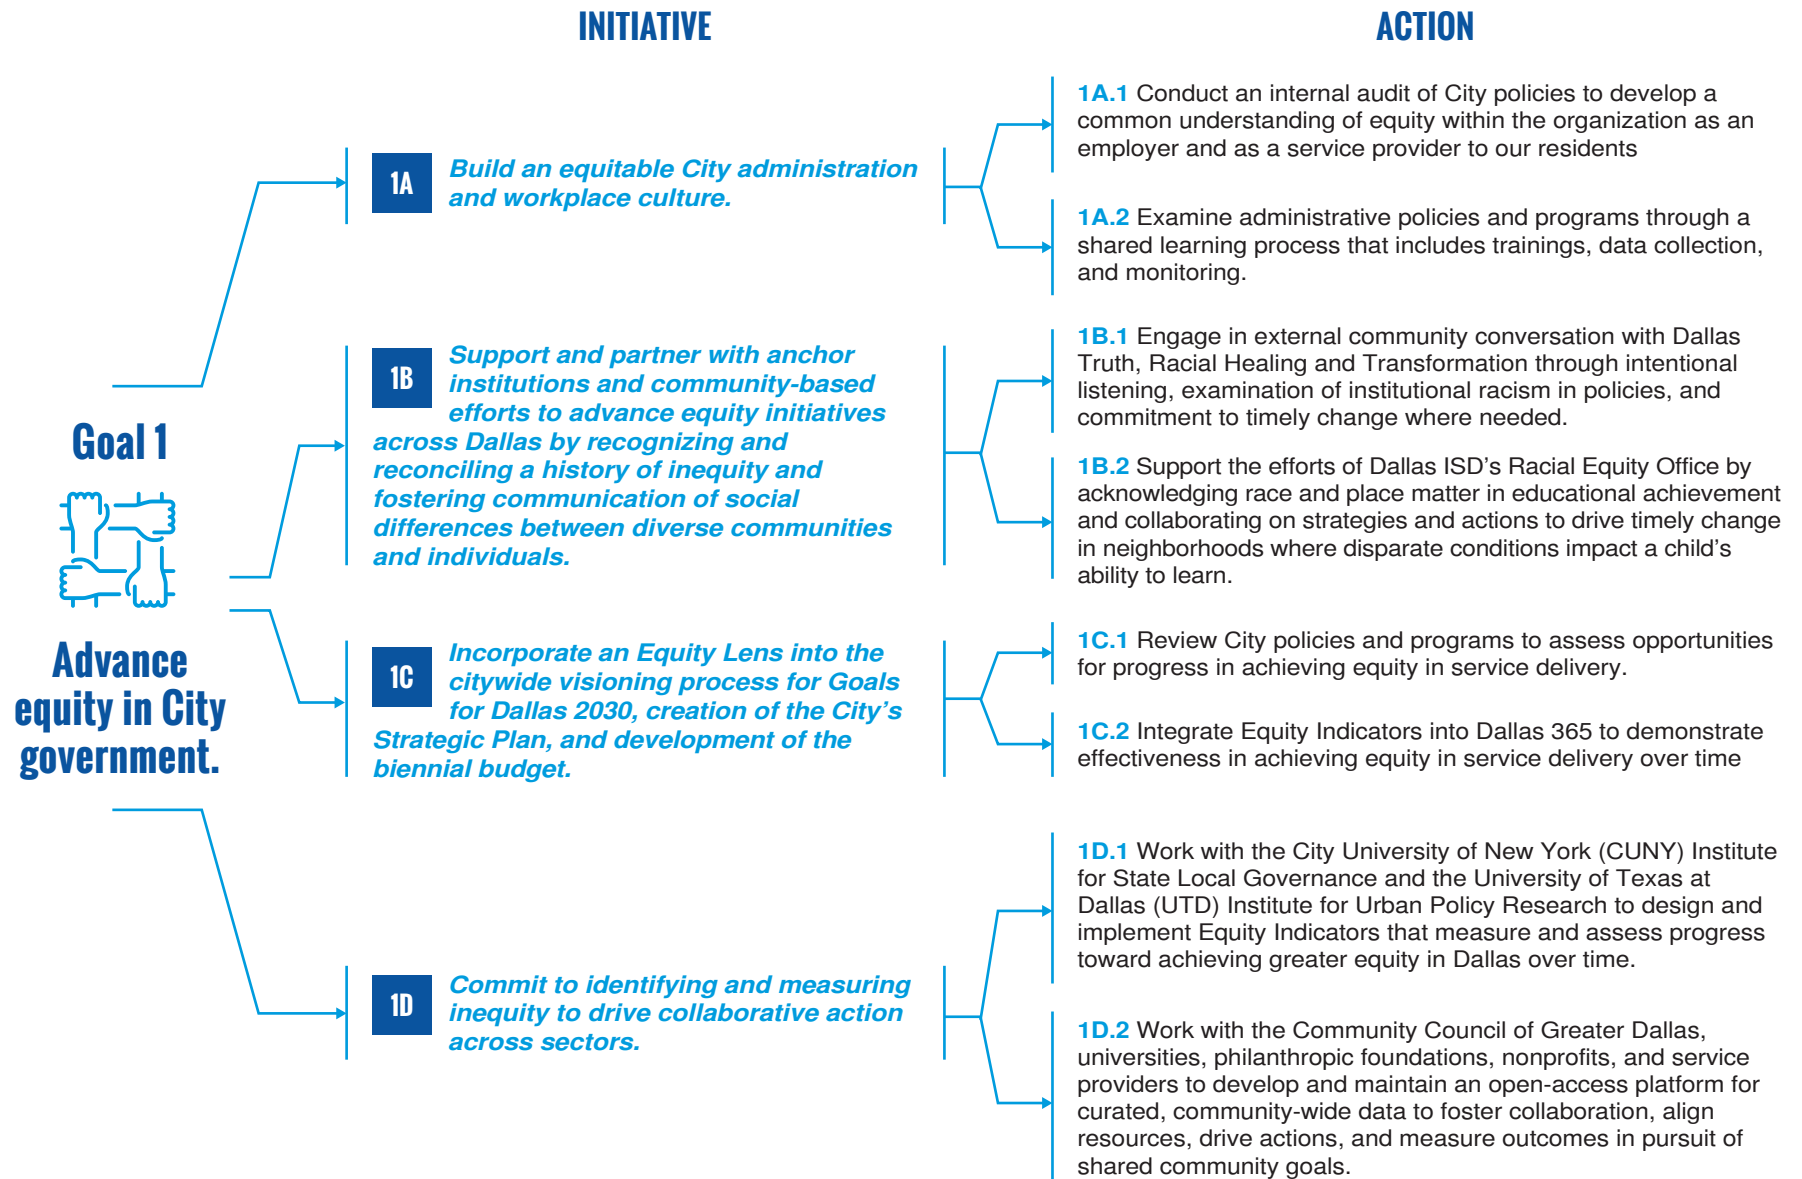 INITIATIVE
ACTION
Goal 1
Advance
equity in City
government.
1A
Build an equitable City administration
and workplace culture.
1A.1 Conduct an internal audit of City policies to develop a
common understanding of equity within the organization as an
employer and as a service provider to our residents
1A.2 Examine administrative policies and programs through a
shared learning process that includes trainings, data collection,
and monitoring.
1B
Support and partner with anchor
institutions and community-based
efforts to advance equity initiatives
across Dallas by recognizing and
reconciling a history of inequity and
fostering communication of social
differences between diverse communities
and individuals.
1B.1 Engage in external community conversation with Dallas
Truth, Racial Healing and Transformation through intentional
listening, examination of institutional racism in policies, and
commitment to timely change where needed.
1B.2 Support the efforts of Dallas ISD’s Racial Equity Office by
acknowledging race and place matter in educational achievement
and collaborating on strategies and actions to drive timely change
in neighborhoods where disparate conditions impact a child’s
ability to learn.
1C
Incorporate an Equity Lens into the
citywide visioning process for Goals
for Dallas 2030, creation of the City’s
Strategic Plan, and development of the
biennial budget.
1C.1 Review City policies and programs to assess opportunities
for progress in achieving equity in service delivery.
1C.2 Integrate Equity Indicators into Dallas 365 to demonstrate
effectiveness in achieving equity in service delivery over time
1D
Commit to identifying and measuring
inequity to drive collaborative action
across sectors.
1D.1 Work with the City University of New York (CUNY) Institute
for State Local Governance and the University of Texas at
Dallas (UTD) Institute for Urban Policy Research to design and
implement Equity Indicators that measure and assess progress
toward achieving greater equity in Dallas over time.
1D.2 Work with the Community Council of Greater Dallas,
universities, philanthropic foundations, nonprofits, and service
providers to develop and maintain an open-access platform for
curated, community-wide data to foster collaboration, align
resources, drive actions, and measure outcomes in pursuit of
shared community goals.